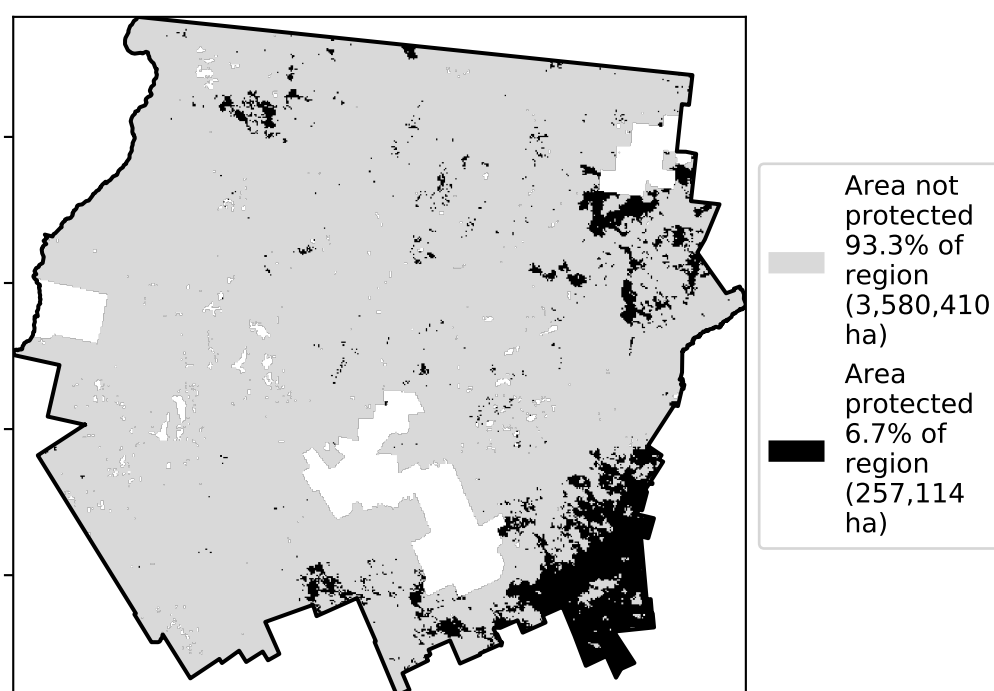 Area not
protected
93.3% of
region
(3,580,410
ha)
Area
protected
6.7% of
region
(257,114
ha)